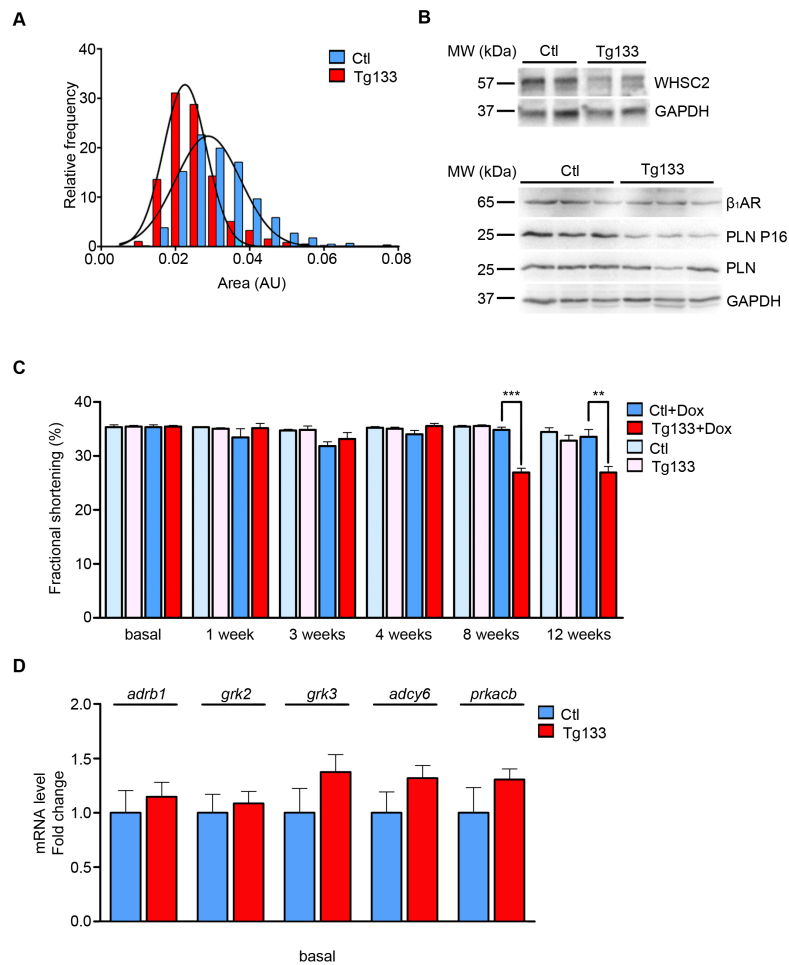 A
Relative frequency
40
30
20
10
0
0.00
0.02
0.04
0.06
0.08
Area (AU)
Ctl
Tg133
B
MW (kDa)
Ctl
Tg133
57
WHSC2
37
GAPDH
MW (kDa)
Ctl
Tg133
65
β₁AR
25
PLN P16
25
PLN
37
GAPDH
C
Fractional shortening (%)
40
30
20
10
0
***
**
basal
1 week
3 weeks
4 weeks
8 weeks
12 weeks
Ctl+Dox
Tg133+Dox
Ctl
Tg133
D
mRNA level
Fold change
2.0
1.5
1.0
0.5
0.0
adrb1
grk2
grk3
adcy6
prkacb
Ctl
Tg133
basal